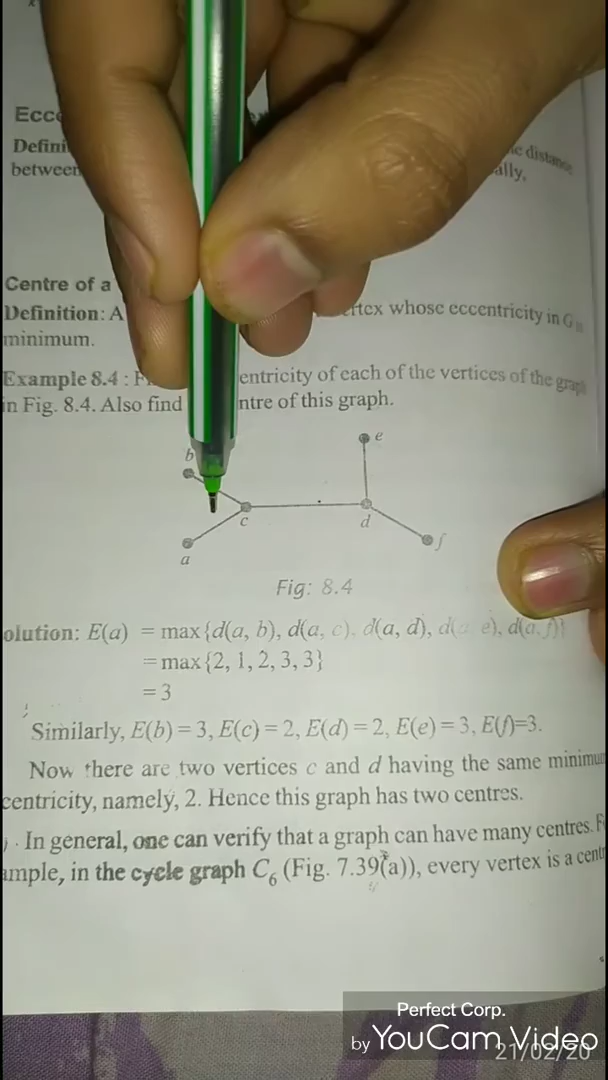 Ecc
Defini
ic distance
between
ally,
Centre of a
Definition: A rtex whose eccentricity in G
minimum.
Example 8.4 : F entricity of each of the vertices of the graph
in Fig. 8.4. Also find ntre of this graph.
b
e
c
d
a
f
Fig: 8.4
olution: E(a) = max{d(a, b), d(a, c), d(a, d), d(a, e), d(a, f)}
= max{2, 1, 2, 3, 3}
= 3
Similarly, E(b) = 3, E(c) = 2, E(d) = 2, E(e) = 3, E(f)=3.
Now there are two vertices c and d having the same minimu
centricity, namely, 2. Hence this graph has two centres.
In general, one can verify that a graph can have many centres. F
ample, in the cycle graph C₆ (Fig. 7.39(a)), every vertex is a cent
Perfect Corp.
by YouCam Video
21/02/20